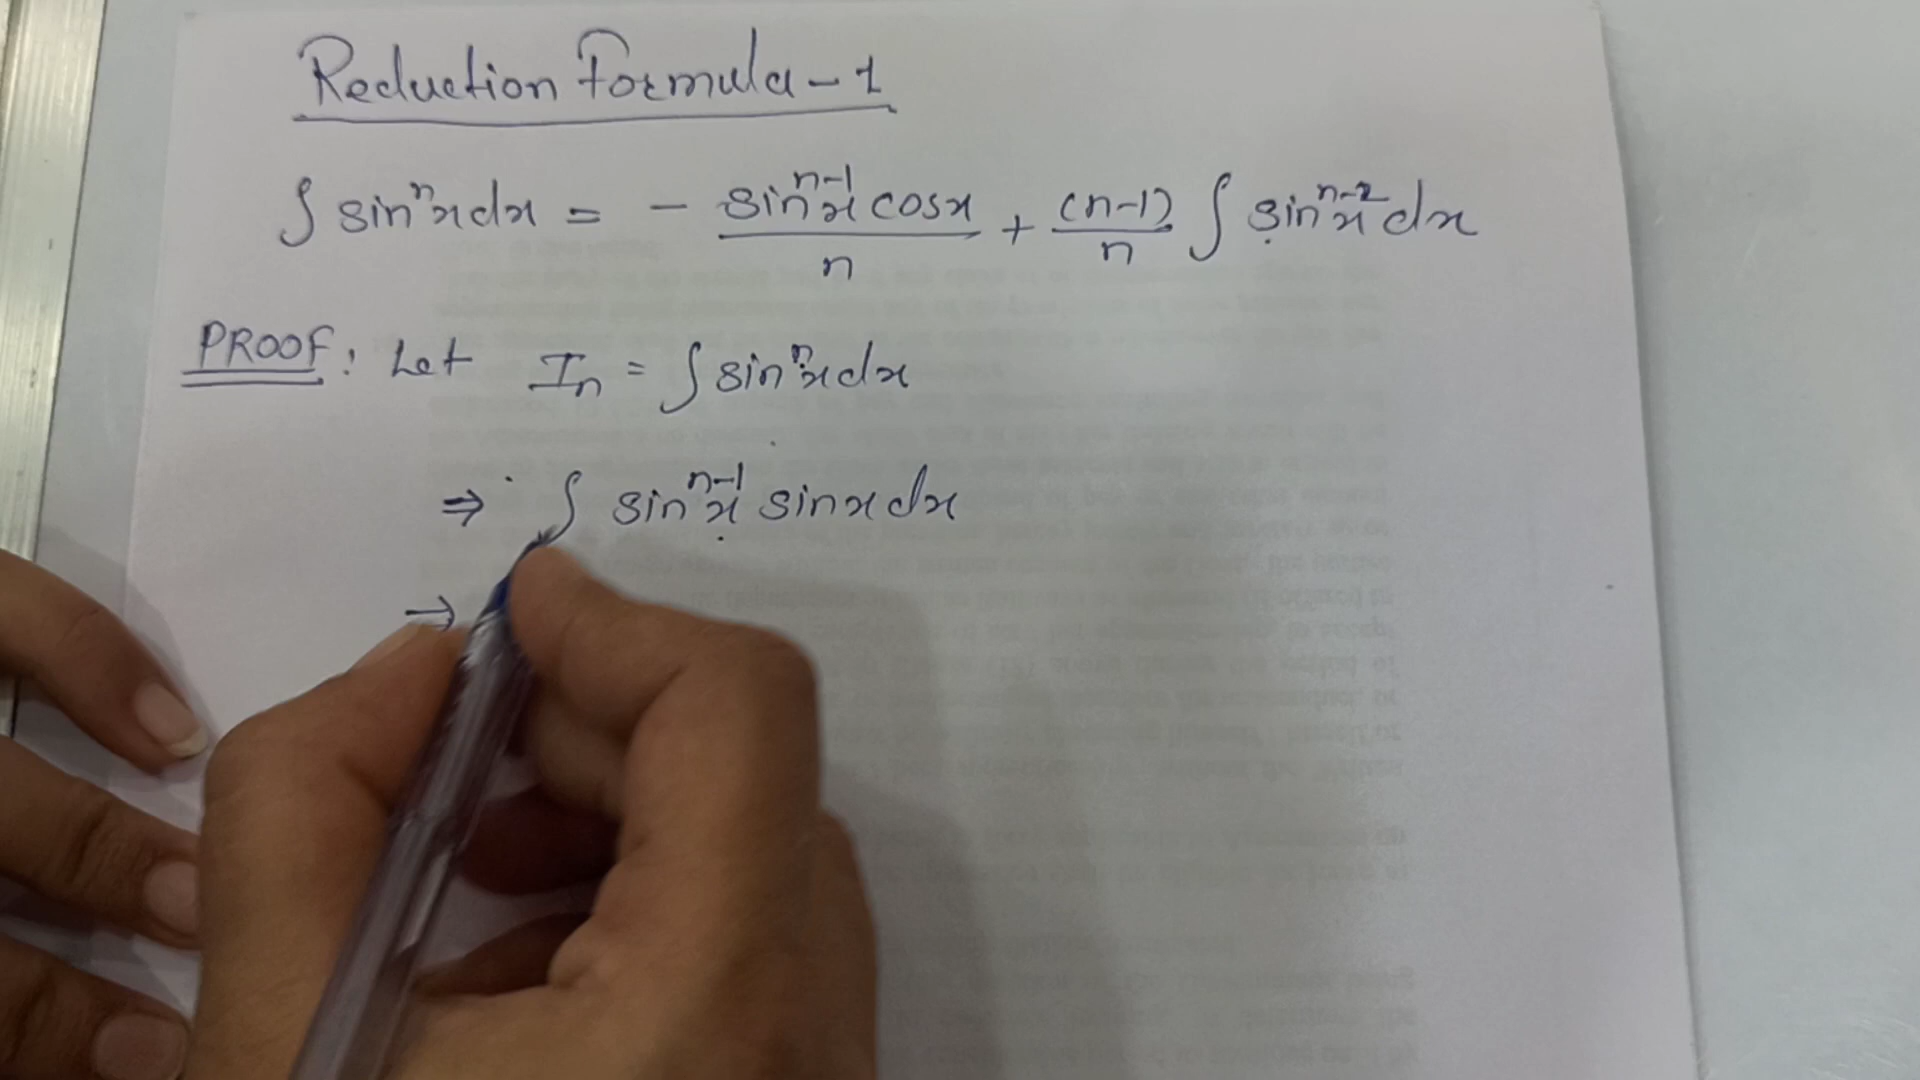 Reduction Formula - 1
∫ sinⁿx dx = - sinⁿ⁻¹x cosx / n + (n-1)/n ∫ sinⁿ⁻²x dx
PROOF: Let Iₙ = ∫ sinⁿx dx
⇒ ∫ sinⁿ⁻¹x sinx dx
⇒